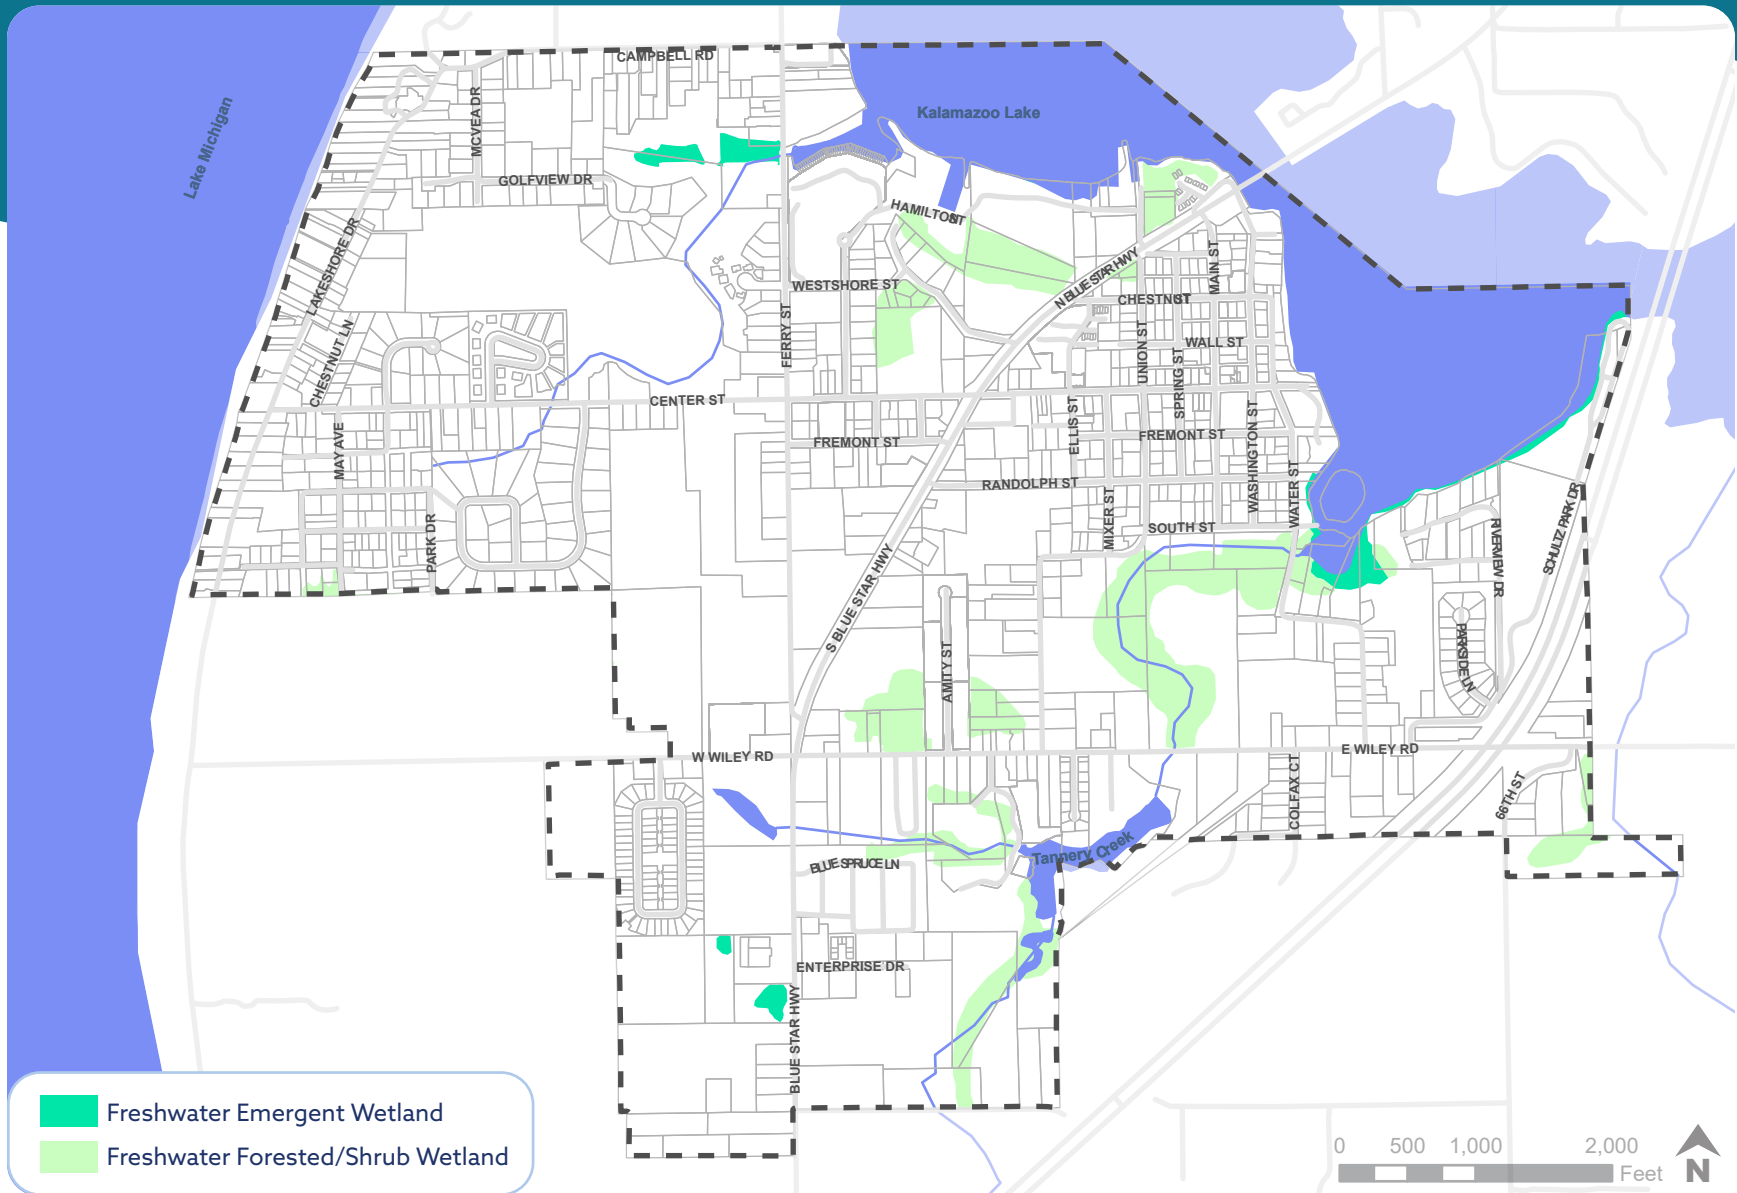 CAMPBELL RD
Lake Michigan
Kalamazoo Lake
MCVEA DR
GOLFVIEW DR
HAMILTON ST
LAKESHORE DR
N BLUE STAR HWY
MAIN ST
WESTSHORE ST
CHESTNUT ST
FERRY ST
CHESTNUT LN
UNION ST
WALL ST
SPRING ST
CENTER ST
ELLIS ST
WASHINGTON ST
MAY AVE
FREMONT ST
FREMONT ST
RANDOLPH ST
WATER ST
MIXER ST
SOUTH ST
PARK DR
RIVERVIEW DR
SCHULTZ PARK DR
S BLUE STAR HWY
AMITY ST
PARKSIDE LN
W WILEY RD
E WILEY RD
COLFAX CT
66TH ST
Tannery Creek
BLUE SPRUCE LN
ENTERPRISE DR
BLUE STAR HWY
Freshwater Emergent Wetland
Freshwater Forested/Shrub Wetland
0 500 1,000 2,000
Feet
N